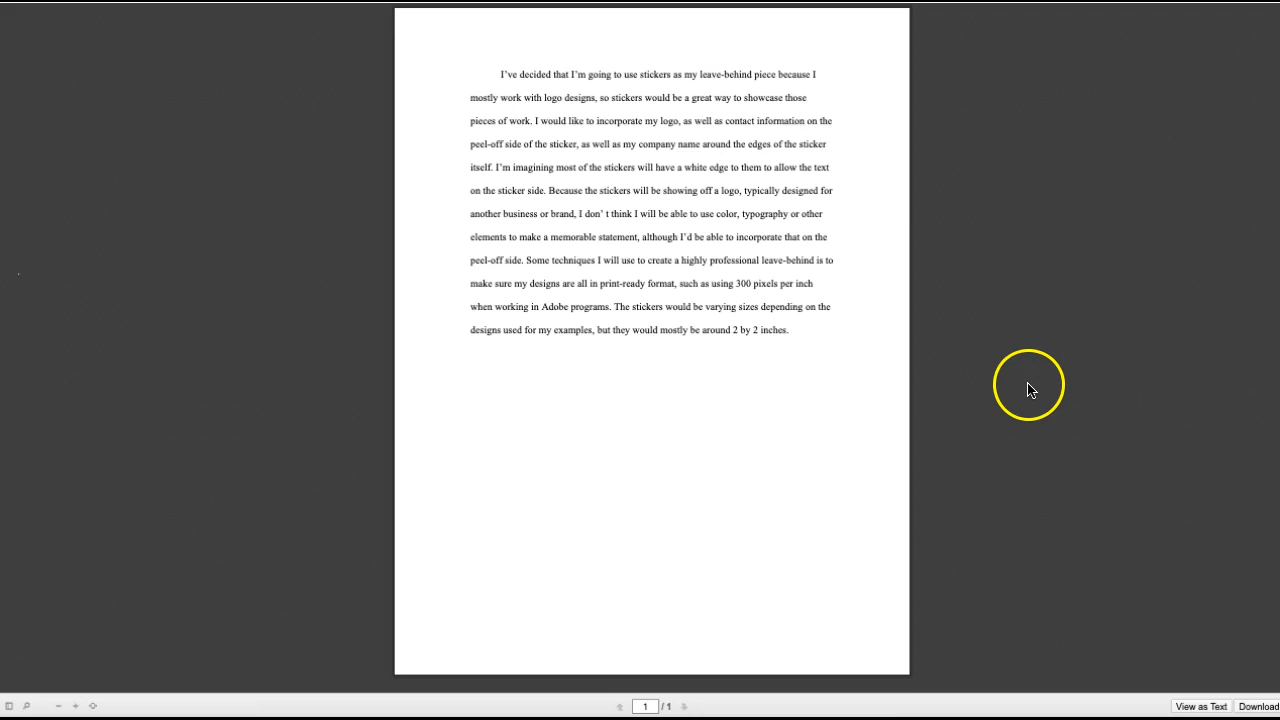 I’ve decided that I’m going to use stickers as my leave-behind piece because I
mostly work with logo designs, so stickers would be a great way to showcase those
pieces of work. I would like to incorporate my logo, as well as contact information on the
peel-off side of the sticker, as well as my company name around the edges of the sticker
itself. I’m imagining most of the stickers will have a white edge to them to allow the text
on the sticker side. Because the stickers will be showing off a logo, typically designed for
another business or brand, I don’ t think I will be able to use color, typography or other
elements to make a memorable statement, although I’d be able to incorporate that on the
peel-off side. Some techniques I will use to create a highly professional leave-behind is to
make sure my designs are all in print-ready format, such as using 300 pixels per inch
when working in Adobe programs. The stickers would be varying sizes depending on the
designs used for my examples, but they would mostly be around 2 by 2 inches.
1 / 1
View as Text
Download